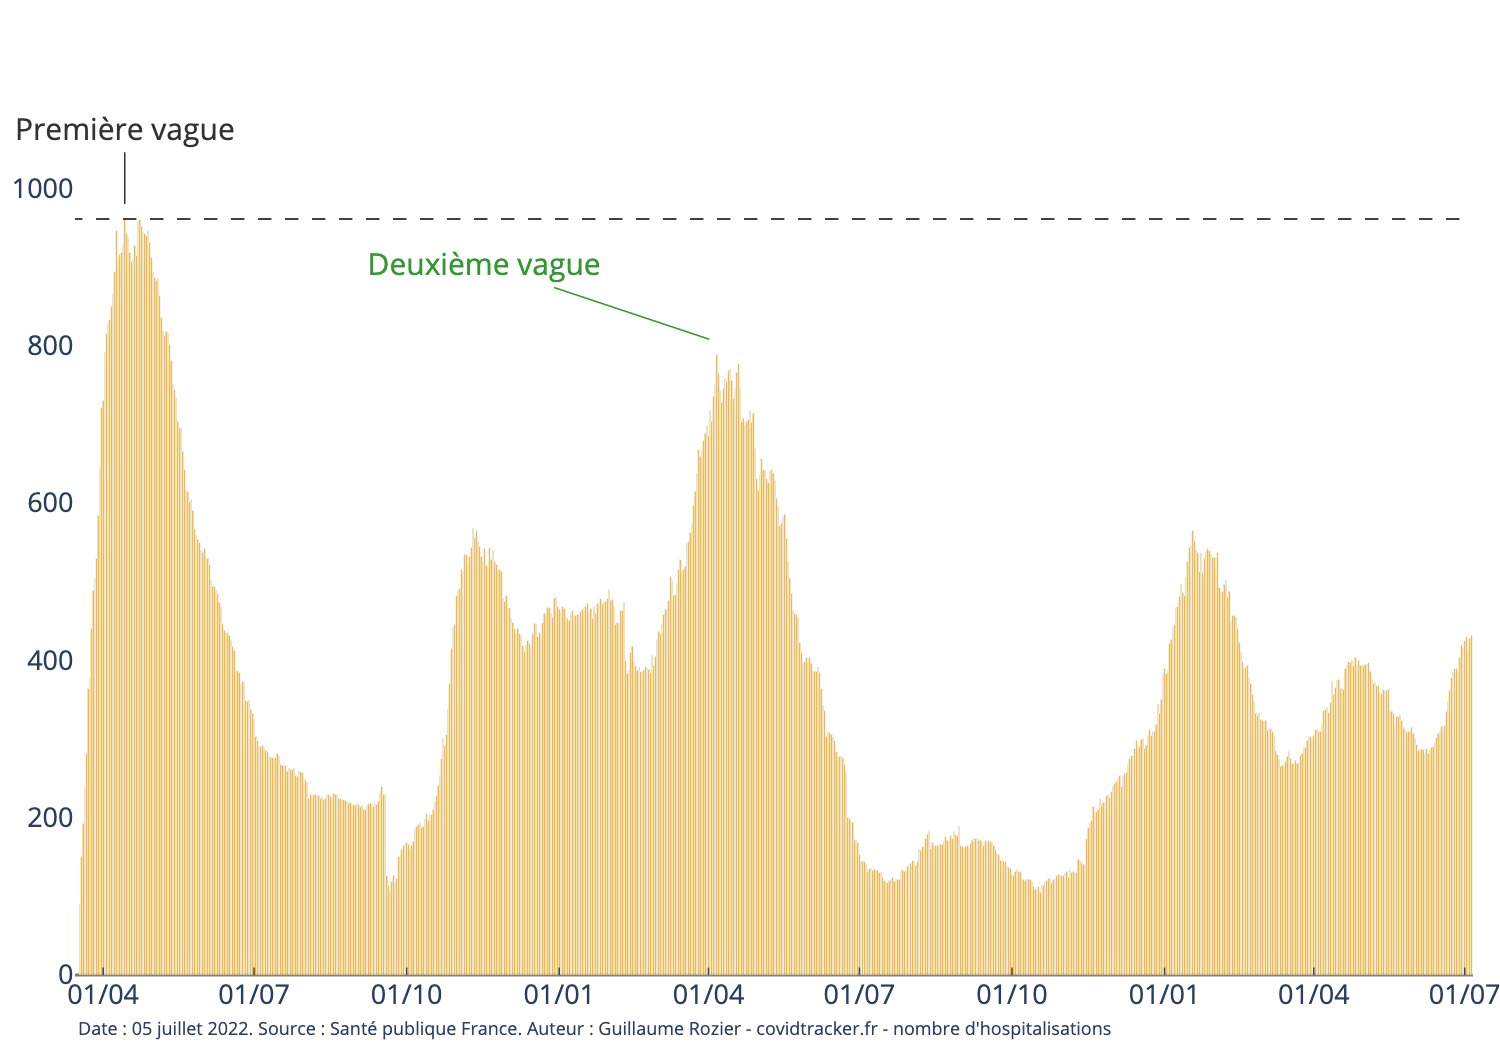 Première vague
1000
Deuxième vague
800
600
400
200
0
01/04 01/07 01/10 01/01 01/04 01/07 01/10 01/01 01/04 01/07
Date : 05 juillet 2022. Source : Santé publique France. Auteur : Guillaume Rozier - covidtracker.fr - nombre d'hospitalisations